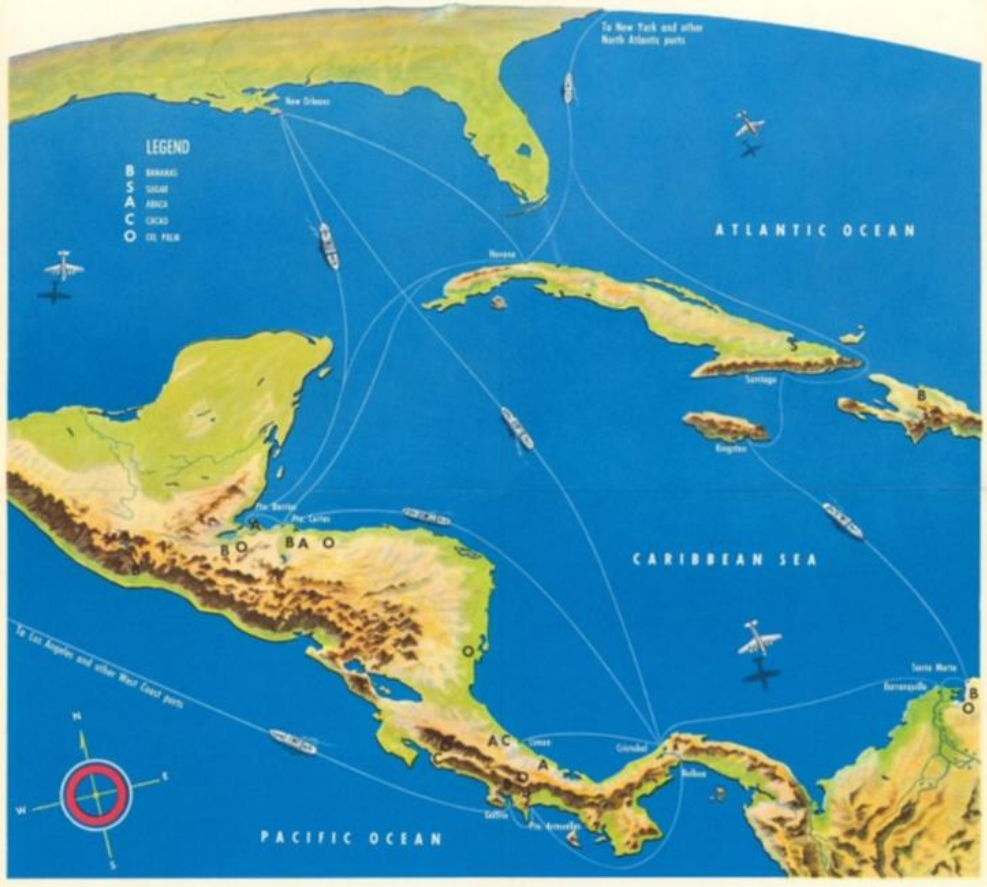 To New York and other
North Atlantic ports
New Orleans
LEGEND
B BANANAS
S SUGAR
A ABACA
C CACAO
O OIL PALM
ATLANTIC OCEAN
Havana
S
Santiago
B
Kingston
Pto. Barrios
A
Pto. Cortes
B O
B A O
B
CARIBBEAN SEA
O
To Los Angeles and other West Coast ports
Santa Marta
Barranquilla
B
O
N
E
W
S
A C
Limon
A
O
Cristobal
Balboa
Golfito
Pto. Armuelles
PACIFIC OCEAN